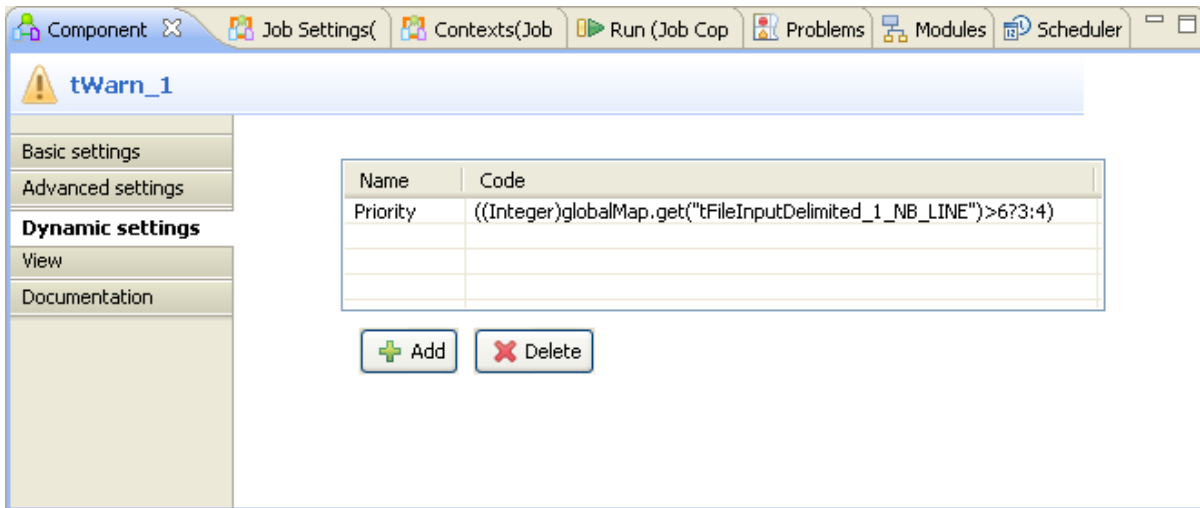 Component Job Settings( Contexts(Job Run (Job Cop Problems Modules Scheduler
tWarn_1
Basic settings
Advanced settings
Dynamic settings
View
Documentation
Name Code
Priority ((Integer)globalMap.get("tFileInputDelimited_1_NB_LINE")>6?3:4)
Add Delete